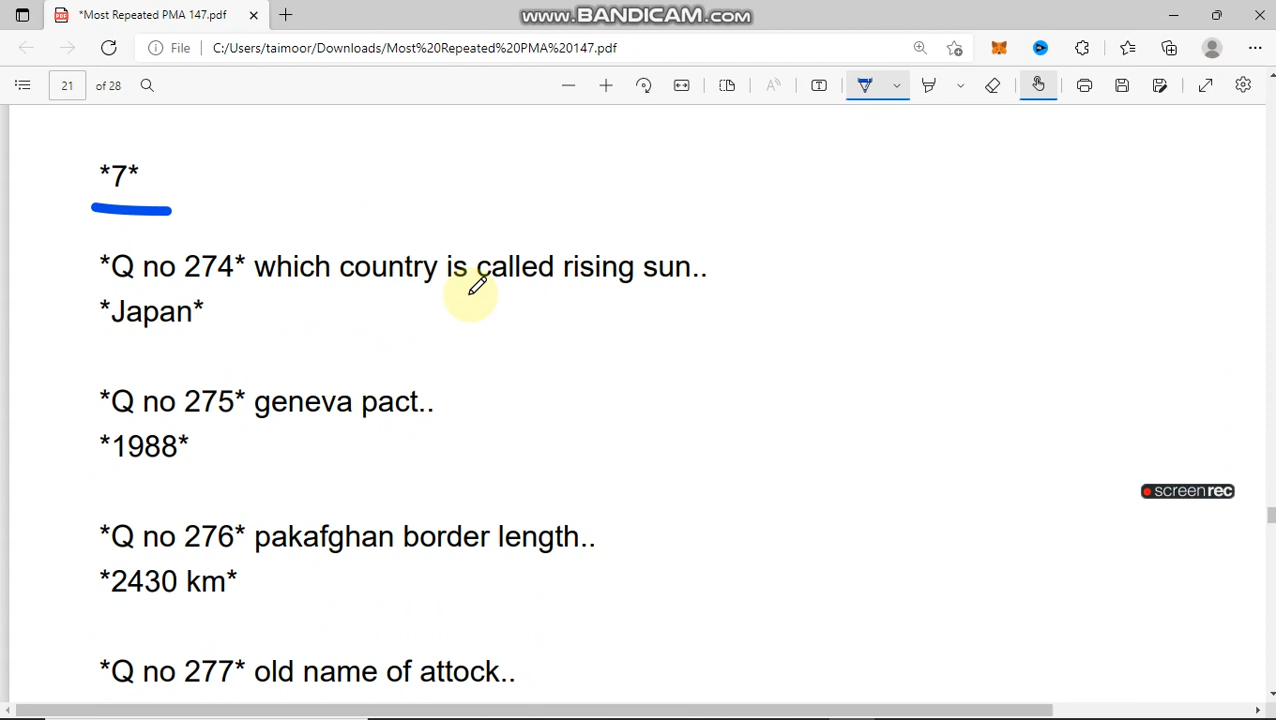 www.BANDICAM.com
*Most Repeated PMA 147.pdf
File
C:/Users/taimoor/Downloads/Most%20Repeated%20PMA%20147.pdf
21 of 28
*7*
*Q no 274* which country is called rising sun..
*Japan*
*Q no 275* geneva pact..
*1988*
screenrec
*Q no 276* pakafghan border length..
*2430 km*
*Q no 277* old name of attock..